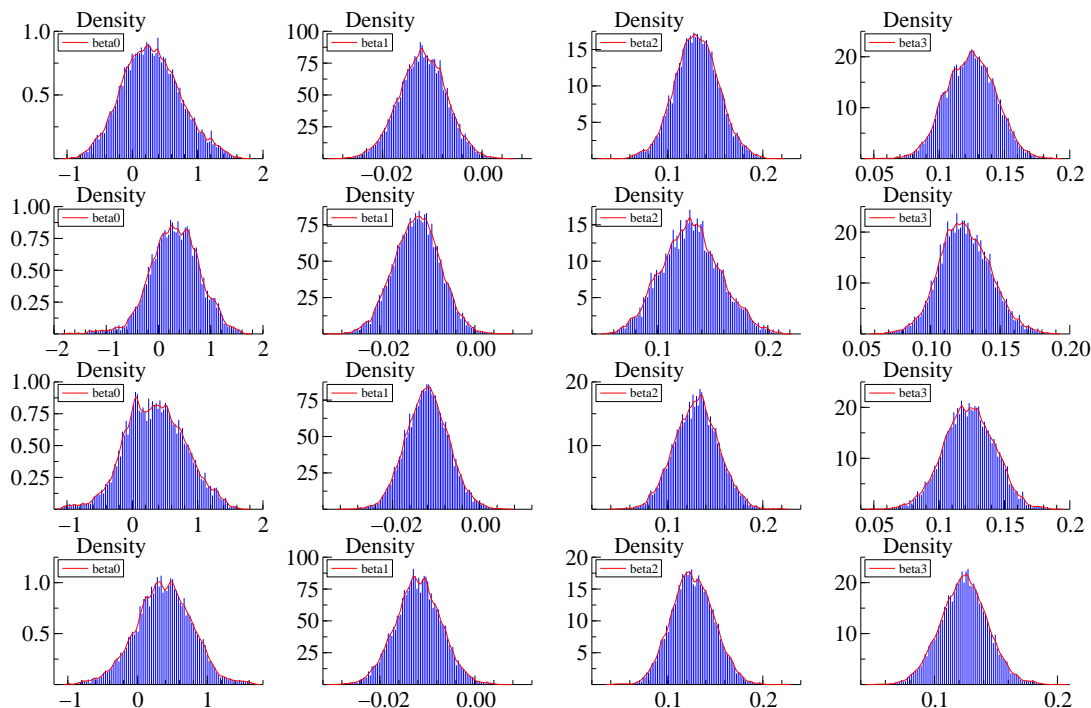 Density Density Density Density
1.0 beta0 100 beta1 beta2 beta3
75 15 20
0.5 50 10
25 5 10
−1 0 1 2 −0.02 0.00 0.1 0.2 0.05 0.1 0.15 0.2
Density Density Density Density
1.00 beta0 beta1 15 beta2 beta3
0.75 75 20
0.50 50 10
0.25 25 5 10
−2 −1 0 1 2 −0.02 0.00 0.1 0.2 0.05 0.10 0.15 0.20
Density Density Density Density
1.00 beta0 beta1 20 beta2 beta3
0.75 75 20
0.50 50 10 10
0.25 25
−1 0 1 2 −0.02 0.00 0.1 0.2 0.05 0.1 0.15 0.2
Density Density Density Density
1.0 beta0 100 beta1 20 beta2 beta3
75 15 20
0.5 50 10 10
25 5
−1 0 1 −0.02 0.00 0.1 0.2 0.1 0.2